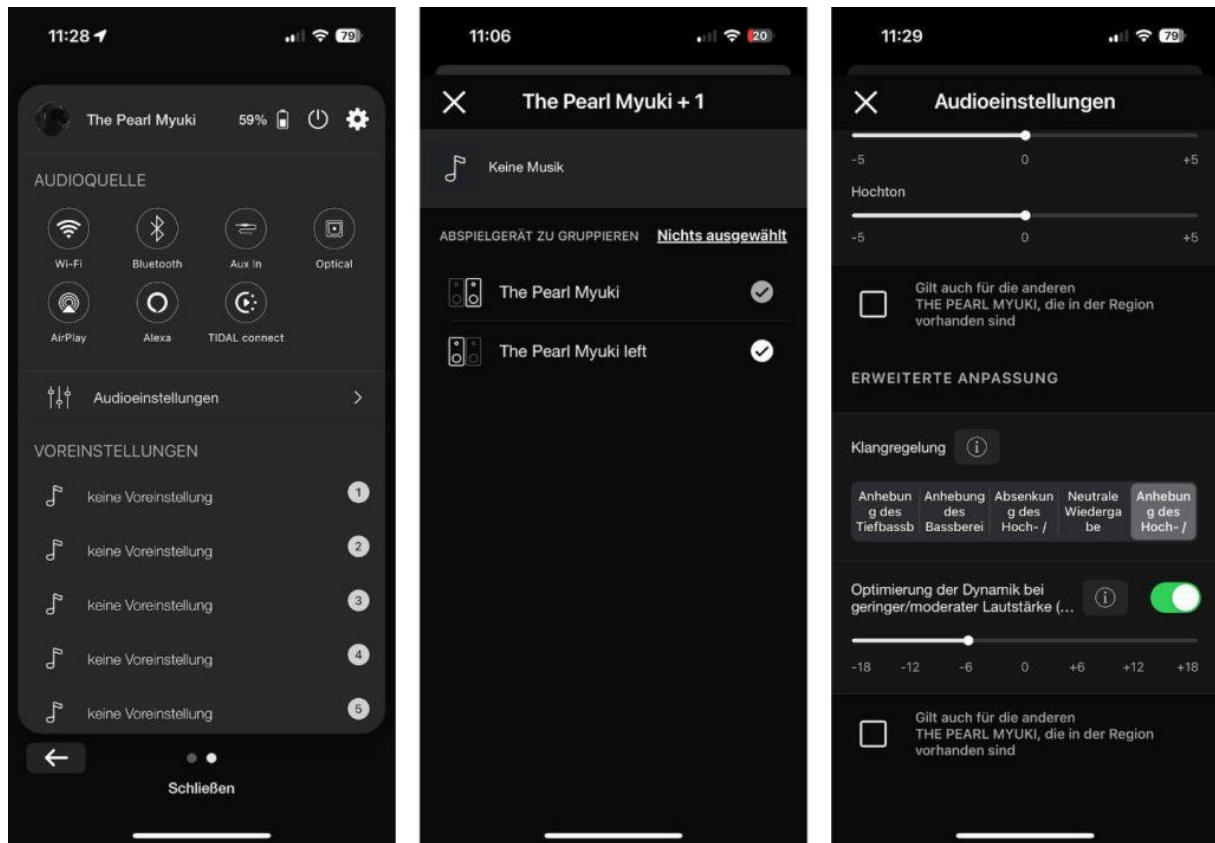 11:28
79
The Pearl Myuki
59%
AUDIOQUELLE
Wi-Fi
Bluetooth
Aux In
Optical
AirPlay
Alexa
TIDAL connect
Audioeinstellungen
VOREINSTELLUNGEN
keine Voreinstellung
1
keine Voreinstellung
2
keine Voreinstellung
3
keine Voreinstellung
4
keine Voreinstellung
5
Schließen
11:06
20
The Pearl Myuki + 1
Keine Musik
ABSPIELGERÄT ZU GRUPPIEREN
Nichts ausgewählt
The Pearl Myuki
The Pearl Myuki left
11:29
79
Audioeinstellungen
-5 0 +5
Hochton
-5 0 +5
Gilt auch für die anderen
THE PEARL MYUKI, die in der Region
vorhanden sind
ERWEITERTE ANPASSUNG
Klangregelung
Anhebun
g des
Tiefbassb
Anhebung
des
Bassberei
Absenkun
g des
Hoch- /
Neutrale
Wiederga
be
Anhebun
g des
Hoch- /
Optimierung der Dynamik bei
geringer/moderater Lautstärke (...
-18 -12 -6 0 +6 +12 +18
Gilt auch für die anderen
THE PEARL MYUKI, die in der Region
vorhanden sind